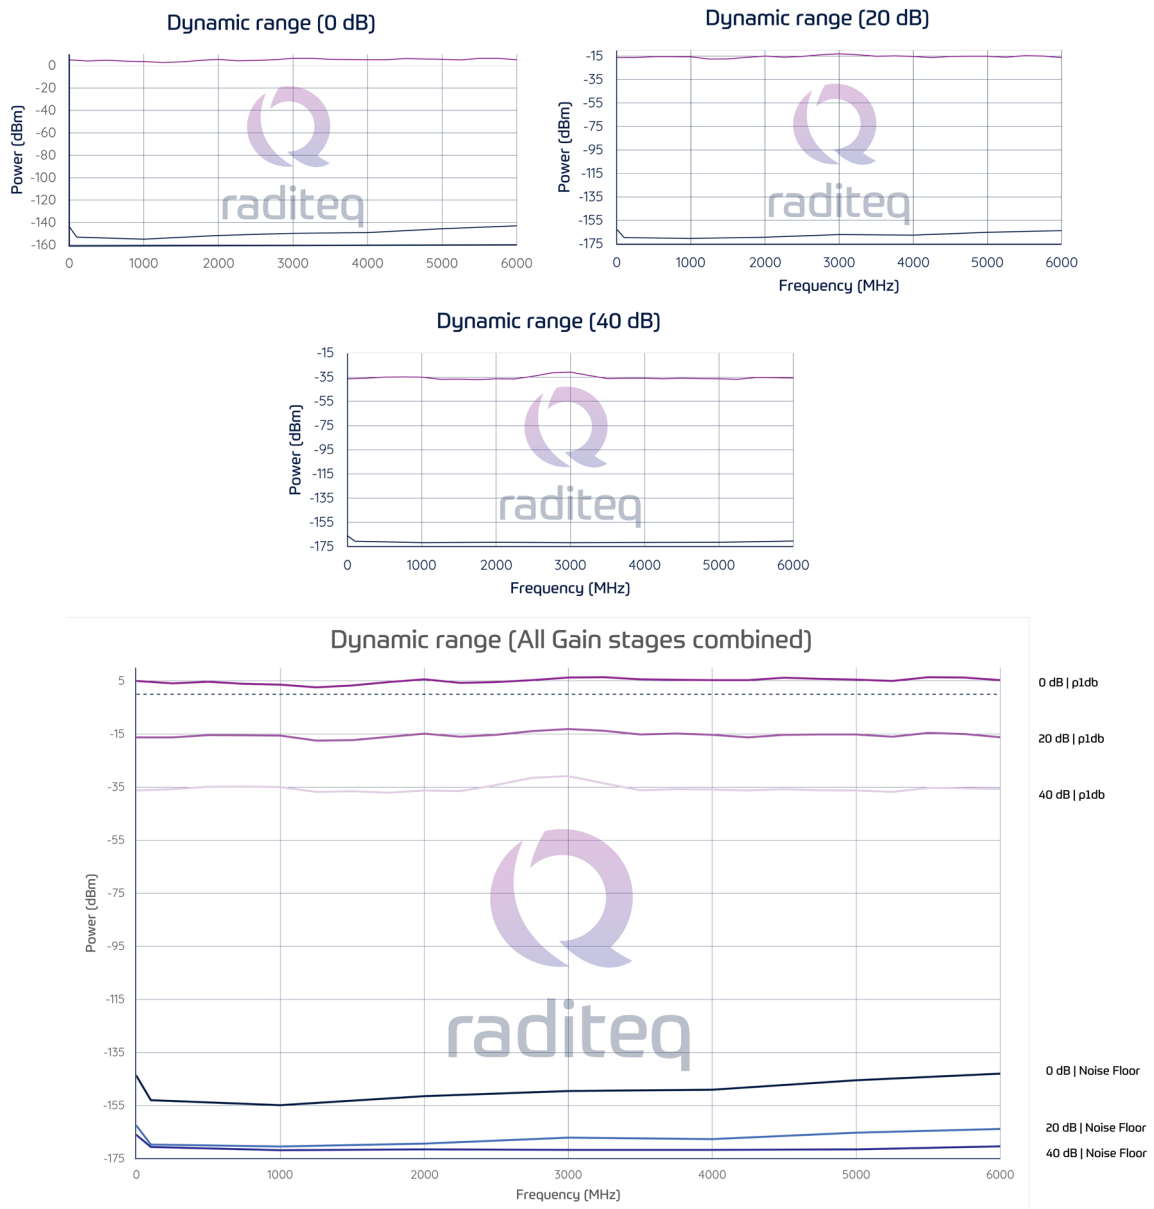 Dynamic range (0 dB)
Power (dBm)
0
-20
-40
-60
-80
-100
-120
-140
-160
0 1000 2000 3000 4000 5000 6000
raditeq
Dynamic range (20 dB)
Power (dBm)
-15
-35
-55
-75
-95
-115
-135
-155
-175
0 1000 2000 3000 4000 5000 6000
Frequency (MHz)
raditeq
Dynamic range (40 dB)
Power (dBm)
-15
-35
-55
-75
-95
-115
-135
-155
-175
0 1000 2000 3000 4000 5000 6000
Frequency (MHz)
raditeq
Dynamic range (All Gain stages combined)
Power (dBm)
5
-15
-35
-55
-75
-95
-115
-135
-155
-175
0 1000 2000 3000 4000 5000 6000
Frequency (MHz)
raditeq
0 dB | p1db
20 dB | p1db
40 dB | p1db
0 dB | Noise Floor
20 dB | Noise Floor
40 dB | Noise Floor